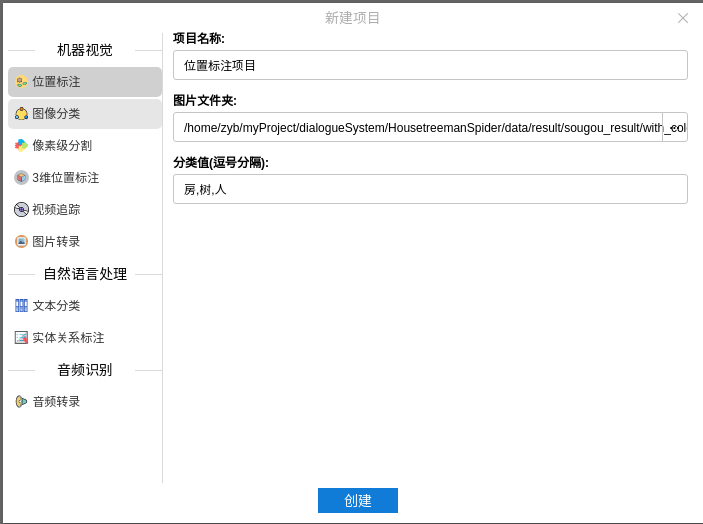 新建项目
机器视觉
位置标注
图像分类
像素级分割
3维位置标注
视频追踪
图片转录
自然语言处理
文本分类
实体关系标注
音频识别
音频转录
项目名称:
位置标注项目
图片文件夹:
/home/zyb/myProject/dialogueSystem/HousetreemanSpider/data/result/sougou_result/with_col
分类值(逗号分隔):
房,树,人
创建